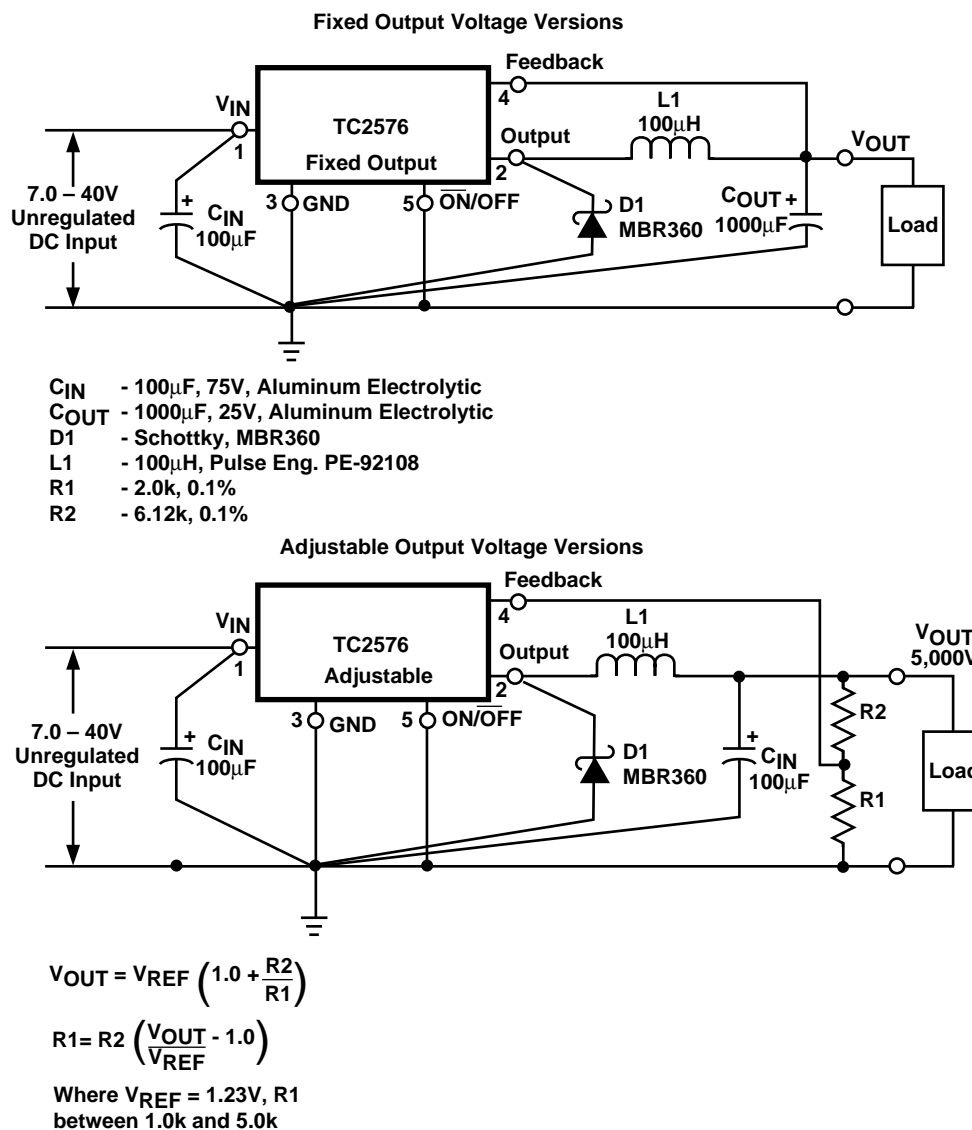 Fixed Output Voltage Versions
Feedback
4
L1
100μH
VIN
1
TC2576
Fixed Output
Output
2
VOUT
7.0 – 40V
Unregulated
DC Input
+
CIN
100μF
3 GND
5 ON/OFF
D1
MBR360
COUT +
1000μF
Load
CIN - 100μF, 75V, Aluminum Electrolytic
COUT - 1000μF, 25V, Aluminum Electrolytic
D1 - Schottky, MBR360
L1 - 100μH, Pulse Eng. PE-92108
R1 - 2.0k, 0.1%
R2 - 6.12k, 0.1%
Adjustable Output Voltage Versions
Feedback
4
L1
100μH
VIN
1
TC2576
Adjustable
Output
2
VOUT
5,000V
7.0 – 40V
Unregulated
DC Input
+
CIN
100μF
3 GND
5 ON/OFF
D1
MBR360
+
CIN
100μF
R2
R1
Load
VOUT = VREF (1.0 + R2/R1)
R1= R2 (VOUT/VREF - 1.0)
Where VREF = 1.23V, R1
between 1.0k and 5.0k